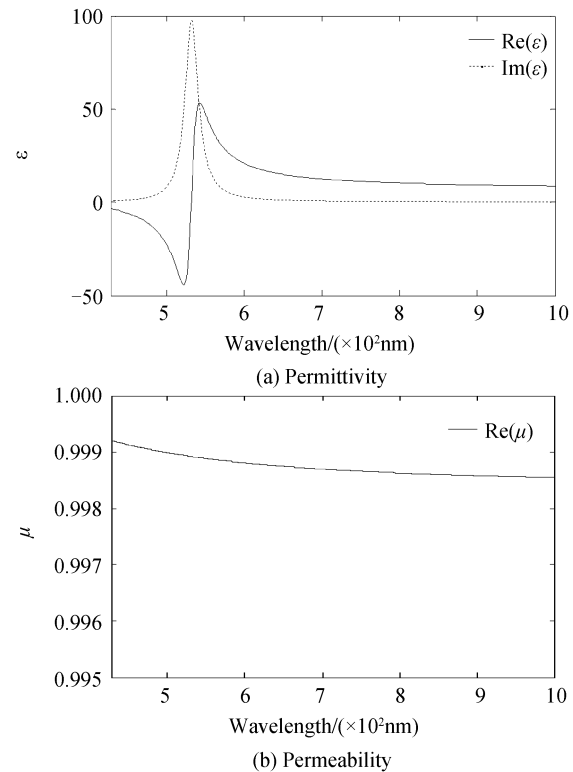 100
Re(ε)
Im(ε)
50
ε
0
−50
5 6 7 8 9 10
Wavelength/(×10²nm)
(a) Permittivity
1.000
Re(μ)
0.999
0.998
μ
0.997
0.996
0.995
5 6 7 8 9 10
Wavelength/(×10²nm)
(b) Permeability